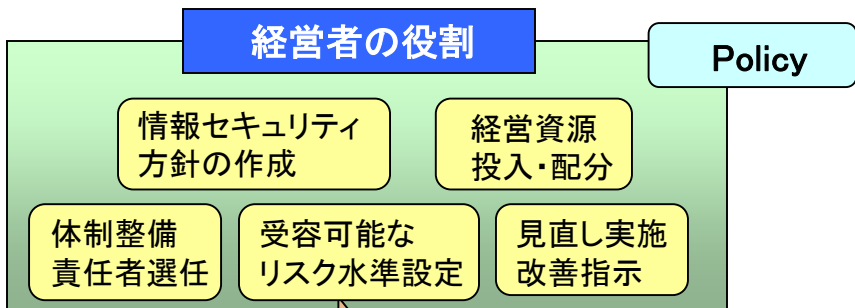 経営者の役割
Policy
情報セキュリティ
方針の作成
経営資源
投入・配分
体制整備
責任者選任
受容可能な
リスク水準設定
見直し実施
改善指示